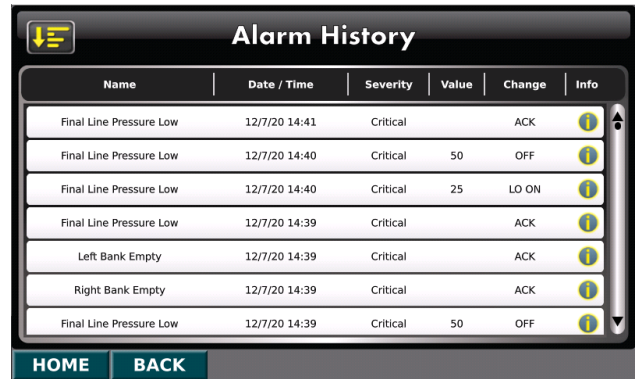 Alarm History
Name Date / Time Severity Value Change Info
Final Line Pressure Low 12/7/20 14:41 Critical ACK
Final Line Pressure Low 12/7/20 14:40 Critical 50 OFF
Final Line Pressure Low 12/7/20 14:40 Critical 25 LO ON
Final Line Pressure Low 12/7/20 14:39 Critical ACK
Left Bank Empty 12/7/20 14:39 Critical ACK
Right Bank Empty 12/7/20 14:39 Critical ACK
Final Line Pressure Low 12/7/20 14:39 Critical 50 OFF
HOME BACK